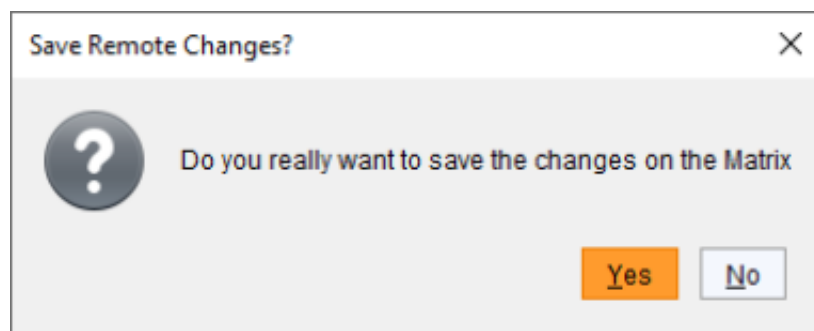 Save Remote Changes?
Do you really want to save the changes on the Matrix
Yes No